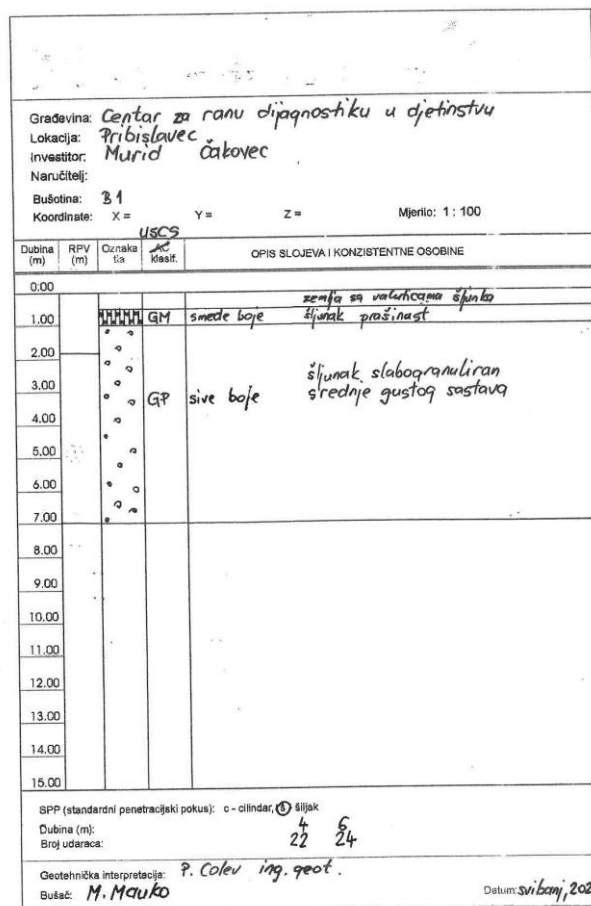 Građevina: Centar za ranu dijagnostiku u djetinstvu
Lokacija: Pribislavec
Investitor: Murid Čakovec
Naručitelj:
Bušotina: B1
Koordinate: X = Y = Z = Mjerilo: 1 : 100
USCS
Dubina (m) RPV (m) Oznaka tla AC klasif. OPIS SLOJEVA I KONZISTENTNE OSOBINE
0.00
zemlja sa valuticama šljunka
1.00 GM smeđe boje šljunak prašinast
2.00
šljunak slabogranuliran
3.00 GP sive boje srednje gustog sastava
4.00
5.00
6.00
7.00
8.00
9.00
10.00
11.00
12.00
13.00
14.00
15.00
SPP (standardni penetracijski pokus): c - cilindar, š šiljak
Dubina (m): 4 6
Broj udaraca: 22 24
Geotehnička interpretacija: P. Colev ing. geot.
Bušač: M. Mauko Datum: svibanj, 202